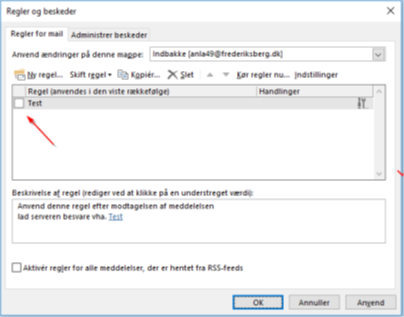 Regler og beskeder
Regler for mail Administrer beskeder
Anvend ændringer på denne mappe: Indbakke [anla49@frederiksberg.dk]
Ny regel... Skift regel Kopiér... Slet Kør regler nu... Indstillinger
Regel (anvendes i den viste rækkefølge) Handlinger
Test
Beskrivelse af regel (rediger ved at klikke på en understreget værdi):
Anvend denne regel efter modtagelsen af meddelelsen
lad serveren besvare vha. Test
Aktivér regler for alle meddelelser, der er hentet fra RSS-feeds
OK Annuller Anvend